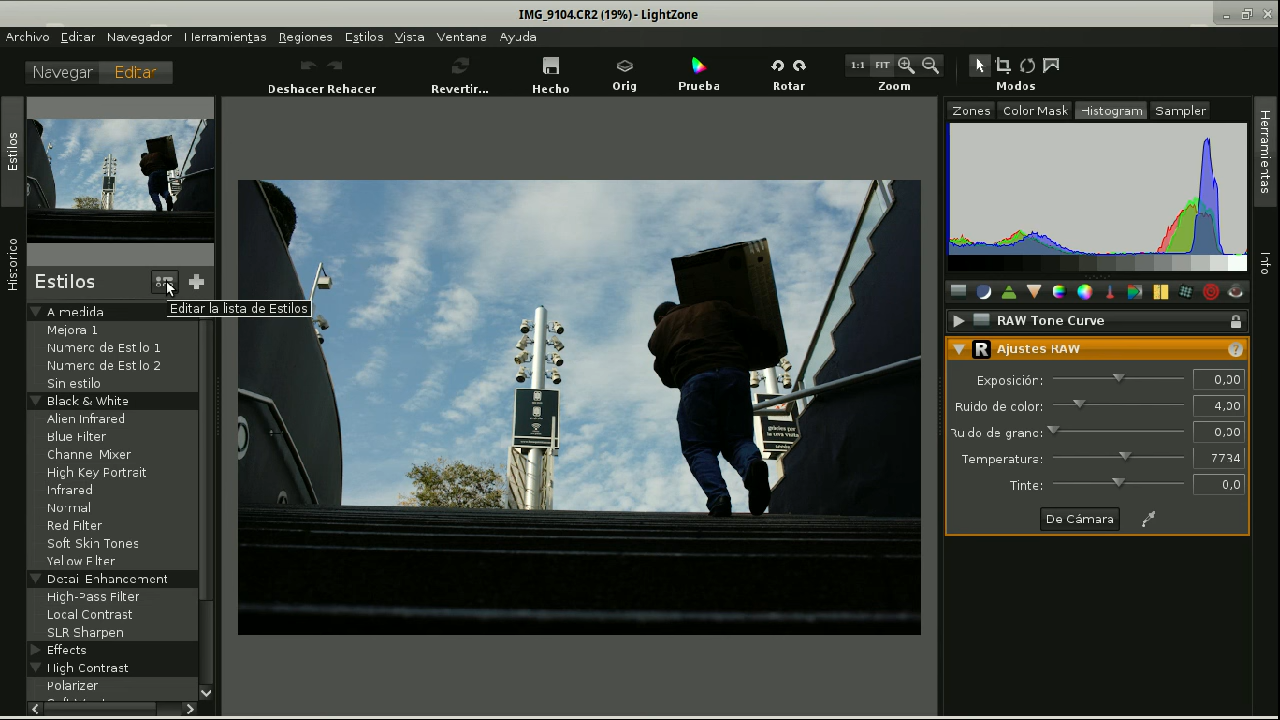 IMG_9104.CR2 (19%) - LightZone
Archivo Editar Navegador Herramientas Regiones Estilos Vista Ventana Ayuda
Navegar Editar
Deshacer Rehacer Revertir... Hecho Orig Prueba Rotar 1:1 FIT Zoom Modos
Estilos
Historico
Zones Color Mask Histogram Sampler
Herramientas
Info
Estilos
Editar la lista de Estilos
A medida
Mejora 1
Numero de Estilo 1
Numero de Estilo 2
Sin estilo
Black & White
Alien Infrared
Blue Filter
Channel Mixer
High Key Portrait
Infrared
Normal
Red Filter
Soft Skin Tones
Yellow Filter
Detail Enhancement
High-Pass Filter
Local Contrast
SLR Sharpen
Effects
High Contrast
Polarizer
RAW Tone Curve
R Ajustes RAW ?
Exposición: 0,00
Ruido de color: 4,00
Ruido de grano: 0,00
Temperatura: 7734
Tinte: 0,0
De Cámara